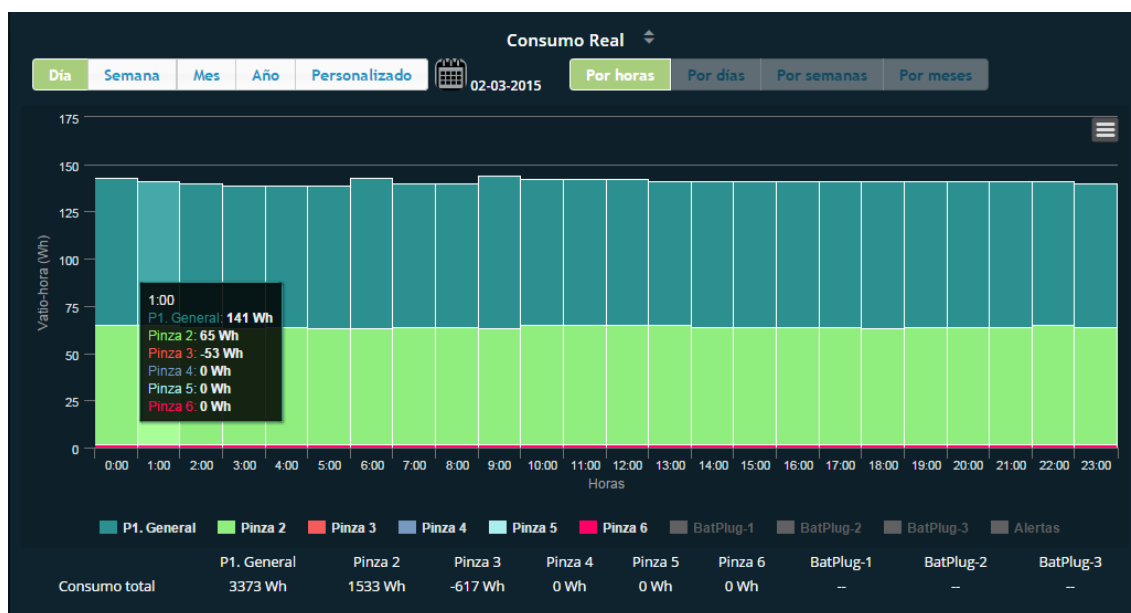 Consumo Real
Día Semana Mes Año Personalizado 02-03-2015 Por horas Por días Por semanas Por meses
175
150
125
100
75
50
25
0
Vatio-hora (Wh)
1:00
P1. General: 141 Wh
Pinza 2: 65 Wh
Pinza 3: -53 Wh
Pinza 4: 0 Wh
Pinza 5: 0 Wh
Pinza 6: 0 Wh
0:00 1:00 2:00 3:00 4:00 5:00 6:00 7:00 8:00 9:00 10:00 11:00 12:00 13:00 14:00 15:00 16:00 17:00 18:00 19:00 20:00 21:00 22:00 23:00
Horas
P1. General Pinza 2 Pinza 3 Pinza 4 Pinza 5 Pinza 6 BatPlug-1 BatPlug-2 BatPlug-3 Alertas
P1. General Pinza 2 Pinza 3 Pinza 4 Pinza 5 Pinza 6 BatPlug-1 BatPlug-2 BatPlug-3
Consumo total 3373 Wh 1533 Wh -617 Wh 0 Wh 0 Wh 0 Wh -- -- --